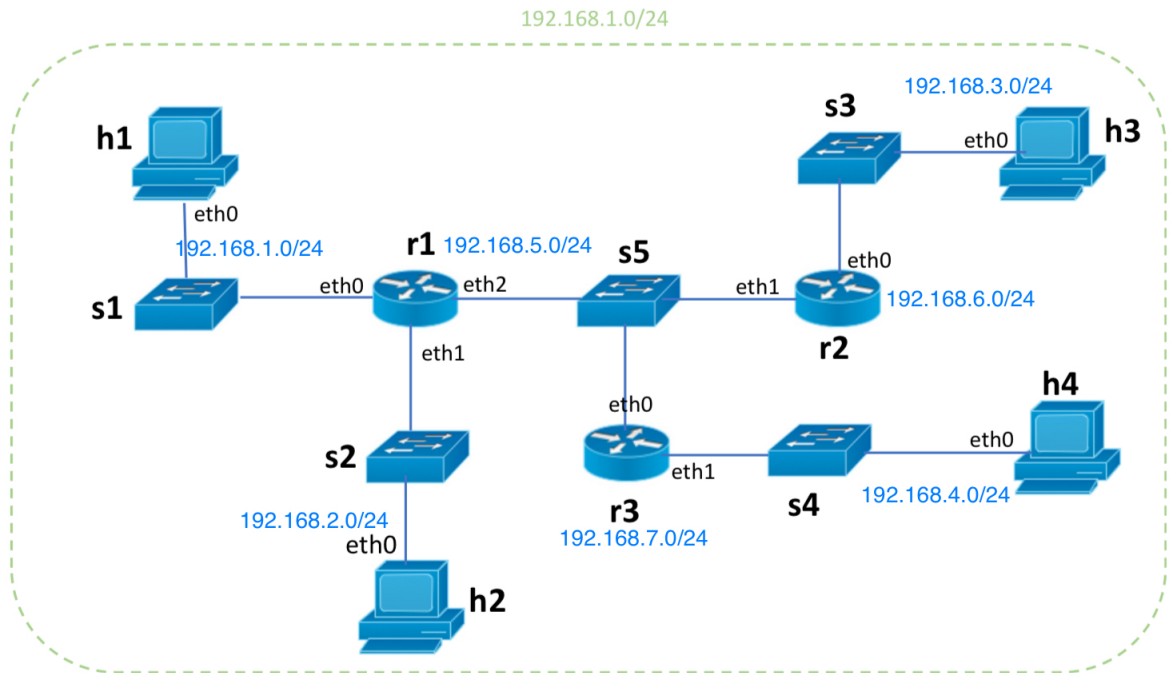 192.168.1.0/24
192.168.3.0/24
s3
h1
eth0
h3
eth0
192.168.1.0/24
r1
192.168.5.0/24
s5
eth0
s1
eth0
eth2
eth1
192.168.6.0/24
r2
eth1
h4
eth0
s2
eth0
eth1
192.168.4.0/24
r3
s4
192.168.2.0/24
192.168.7.0/24
eth0
h2